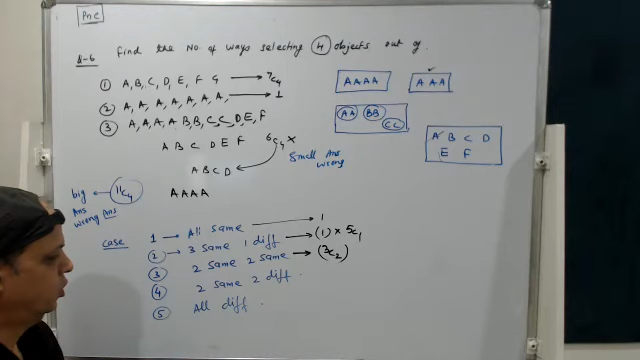 PnC
Q-6 Find the No of ways selecting 4 objects out of.
① A, B, C, D, E, F G → ⁷C₄
② A, A, A, A, A, A, A, → 1
③ A, A, A, A B B, C C, D, E, F
A B C D E F ⁶C₄ ×
Small Ans wrong
A B C D
big Ans wrong Ans ← ¹¹C₄
A A A A
A A A A
A A A ✓
AA BB
CC
A B C D
E F
Case 1 → All same → 1
② → 3 same 1 diff → (1) × ⁵C₁
③ 2 same 2 same → (³C₂)
④ 2 same 2 diff.
⑤ All diff.